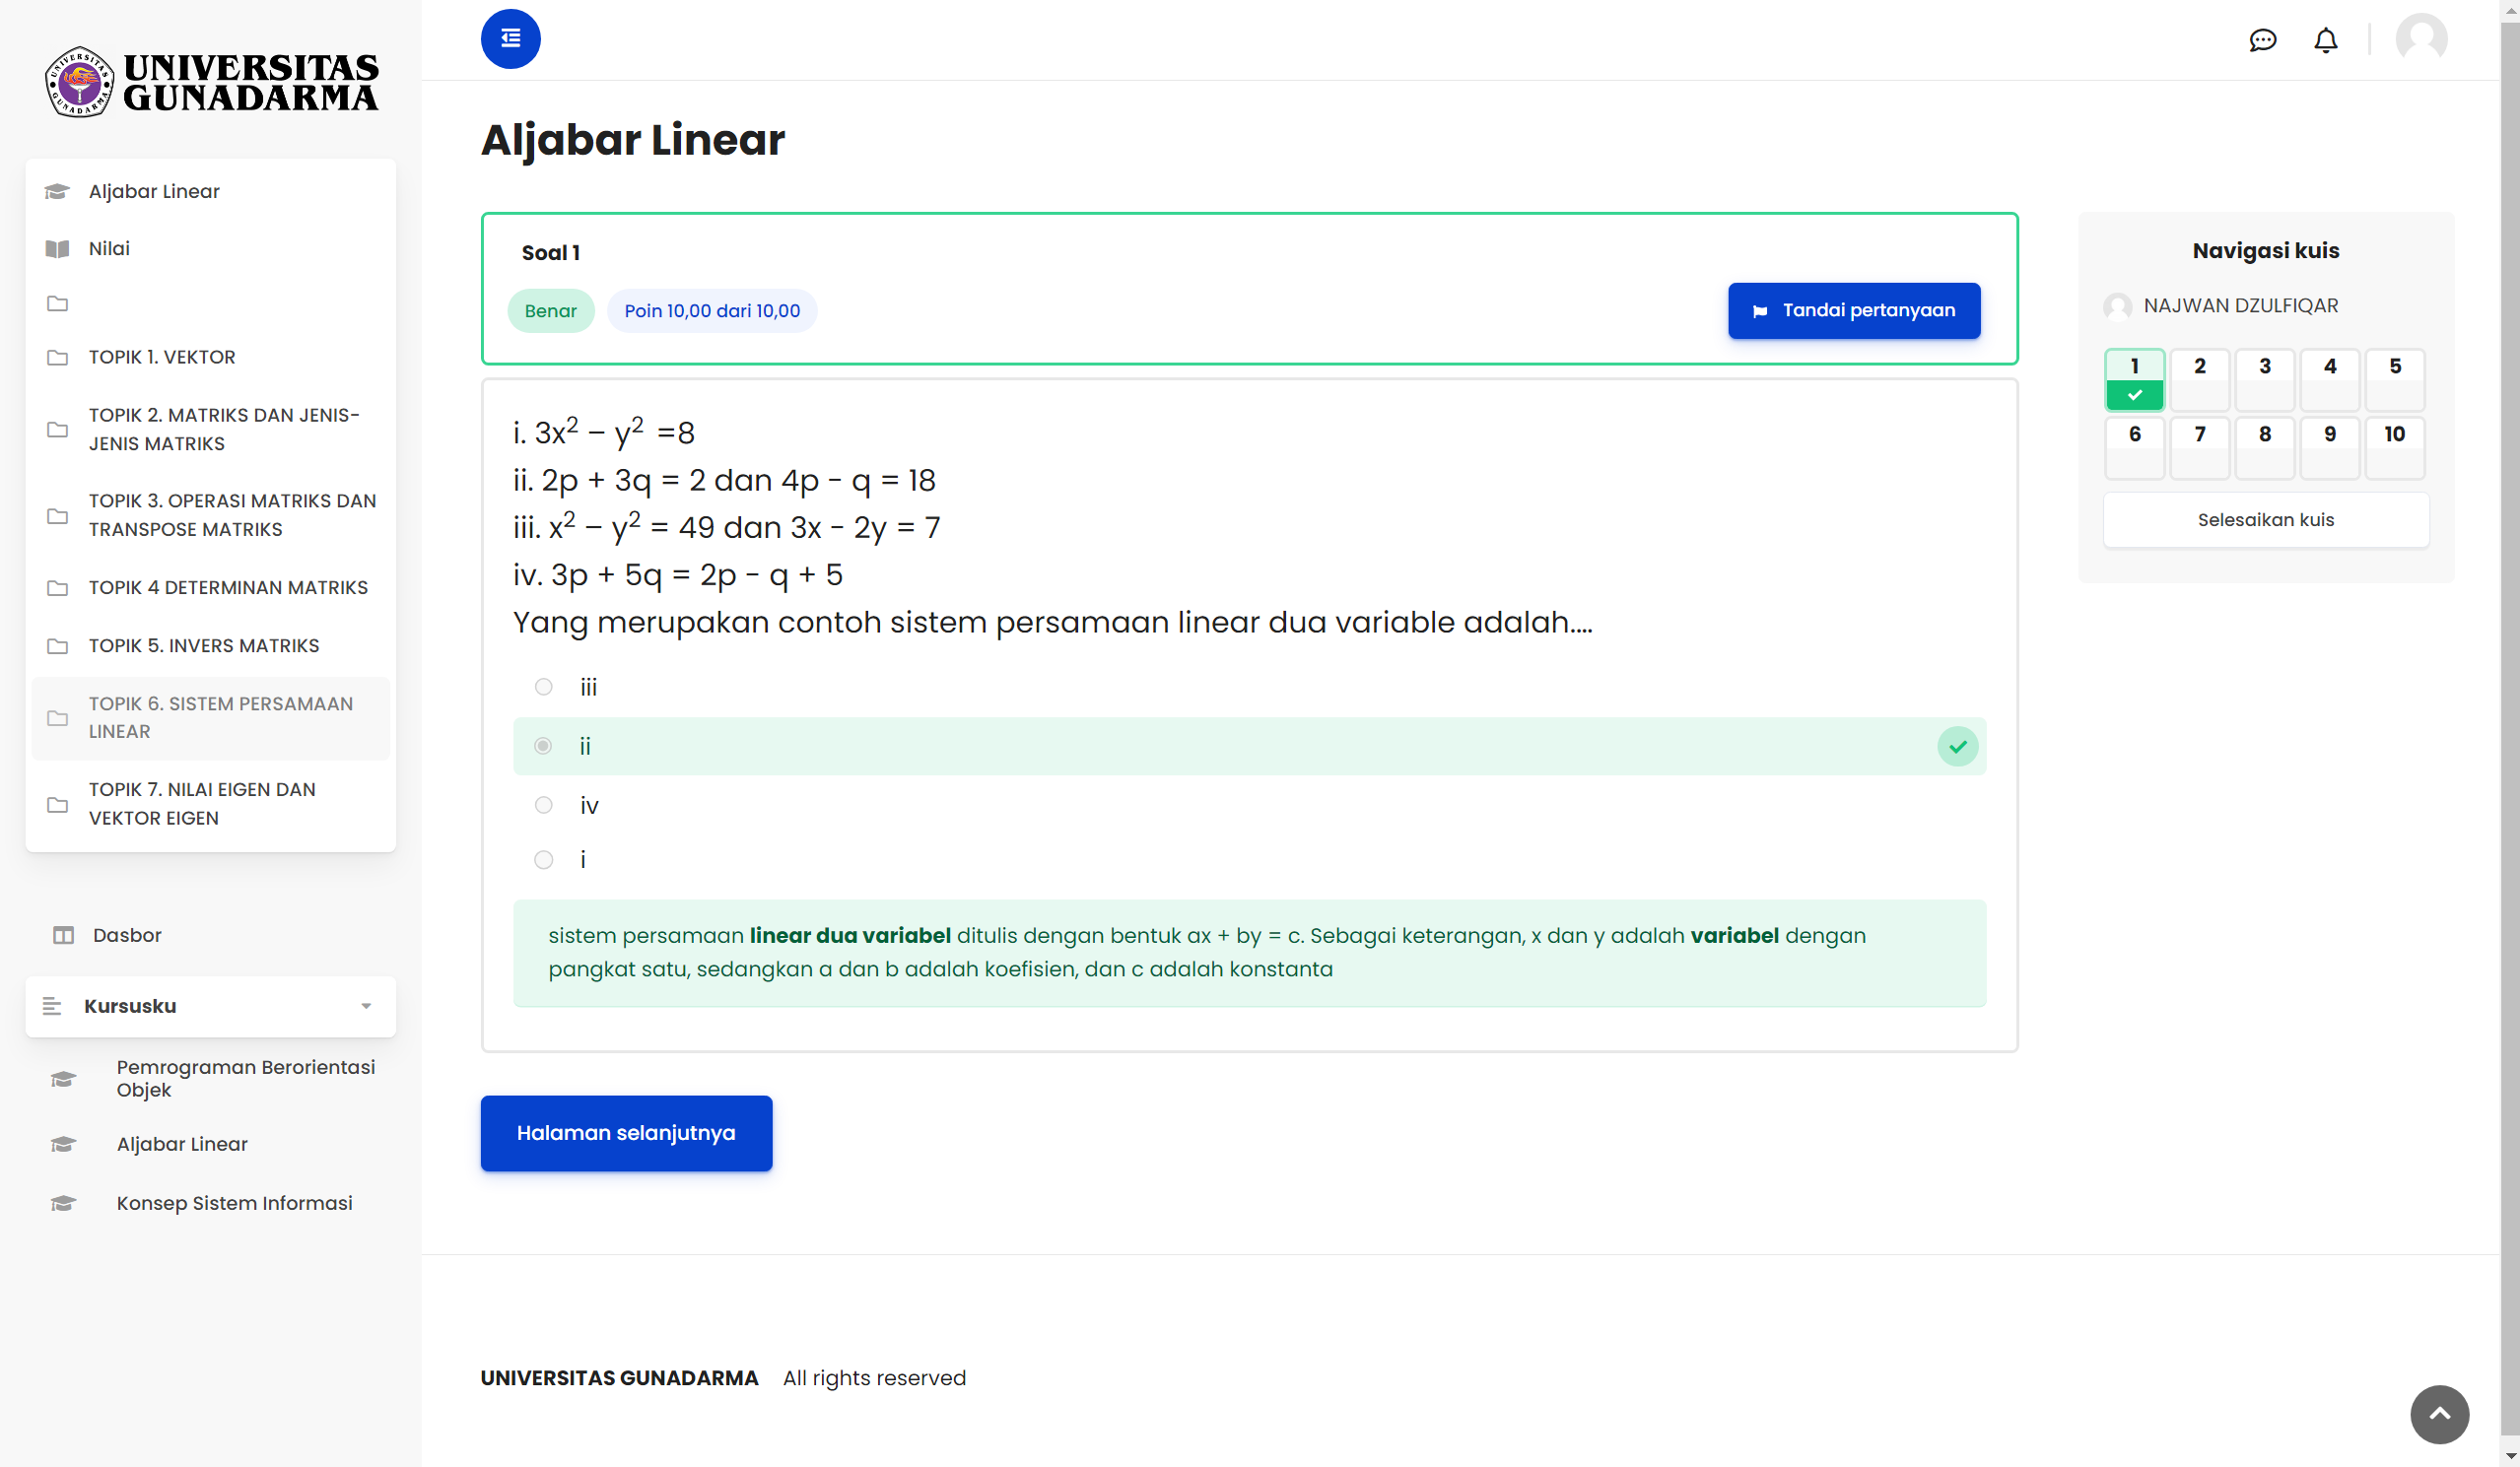 UNIVERSITAS
GUNADARMA
Aljabar Linear
Nilai
TOPIK 1. VEKTOR
TOPIK 2. MATRIKS DAN JENIS-
JENIS MATRIKS
TOPIK 3. OPERASI MATRIKS DAN
TRANSPOSE MATRIKS
TOPIK 4 DETERMINAN MATRIKS
TOPIK 5. INVERS MATRIKS
TOPIK 6. SISTEM PERSAMAAN
LINEAR
TOPIK 7. NILAI EIGEN DAN
VEKTOR EIGEN
Dasbor
Kursusku
Pemrograman Berorientasi
Objek
Aljabar Linear
Konsep Sistem Informasi
Aljabar Linear
Soal 1
Benar
Poin 10,00 dari 10,00
Tandai pertanyaan
i. 3x² – y² =8
ii. 2p + 3q = 2 dan 4p - q = 18
iii. x² – y² = 49 dan 3x - 2y = 7
iv. 3p + 5q = 2p - q + 5
Yang merupakan contoh sistem persamaan linear dua variable adalah....
iii
ii
iv
i
sistem persamaan linear dua variabel ditulis dengan bentuk ax + by = c. Sebagai keterangan, x dan y adalah variabel dengan
pangkat satu, sedangkan a dan b adalah koefisien, dan c adalah konstanta
Halaman selanjutnya
Navigasi kuis
NAJWAN DZULFIQAR
1 2 3 4 5
6 7 8 9 10
Selesaikan kuis
UNIVERSITAS GUNADARMA All rights reserved